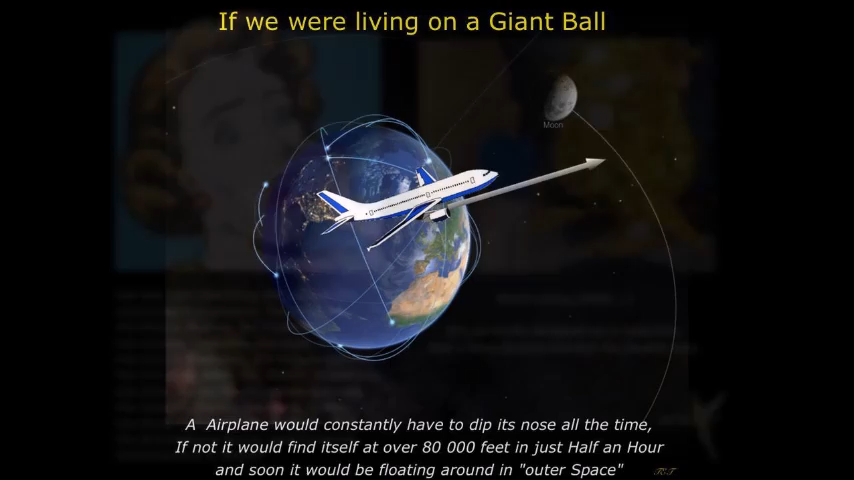 If we were living on a Giant Ball
Moon
A Airplane would constantly have to dip its nose all the time,
If not it would find itself at over 80 000 feet in just Half an Hour
and soon it would be floating around in "outer Space"